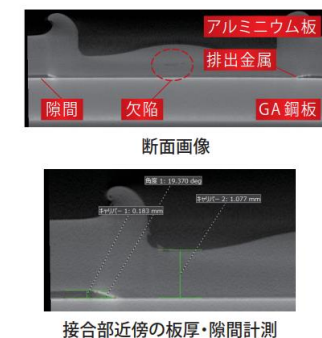 アルミニウム板
排出金属
隙間
欠陥
GA鋼板
断面画像
角度 1: 19.370 deg
キャリパー 1: 0.183 mm
キャリパー 2: 1.077 mm
接合部近傍の板厚・隙間計測